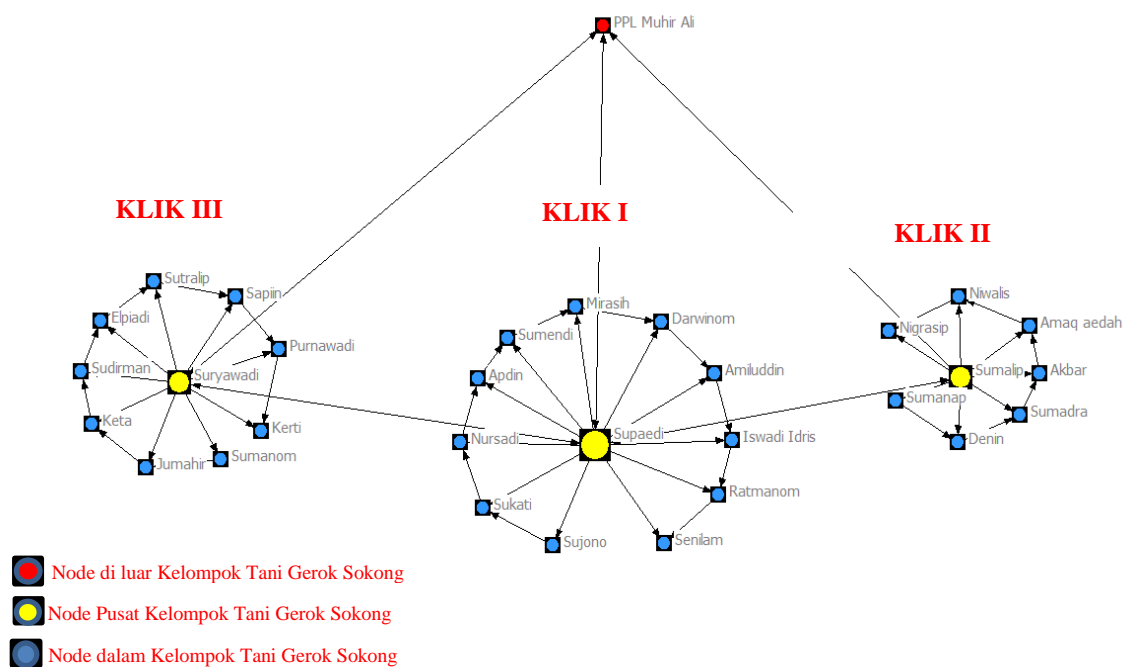 PPL Muhir Ali
KLIK III
KLIK I
KLIK II
Sutralip
Sapiin
Elpiadi
Purnawadi
Sudirman
Suryawadi
Keta
Kerti
Jumahir
Sumanom
Mirasih
Darwinom
Sumendi
Amiluddin
Apdin
Nursadi
Supaedi
Iswadi Idris
Sukati
Ratmanom
Sujono
Senilam
Niwalis
Amaq aedah
Nigrasip
Sumalip
Akbar
Sumanap
Sumadra
Denin
Node di luar Kelompok Tani Gerok Sokong
Node Pusat Kelompok Tani Gerok Sokong
Node dalam Kelompok Tani Gerok Sokong